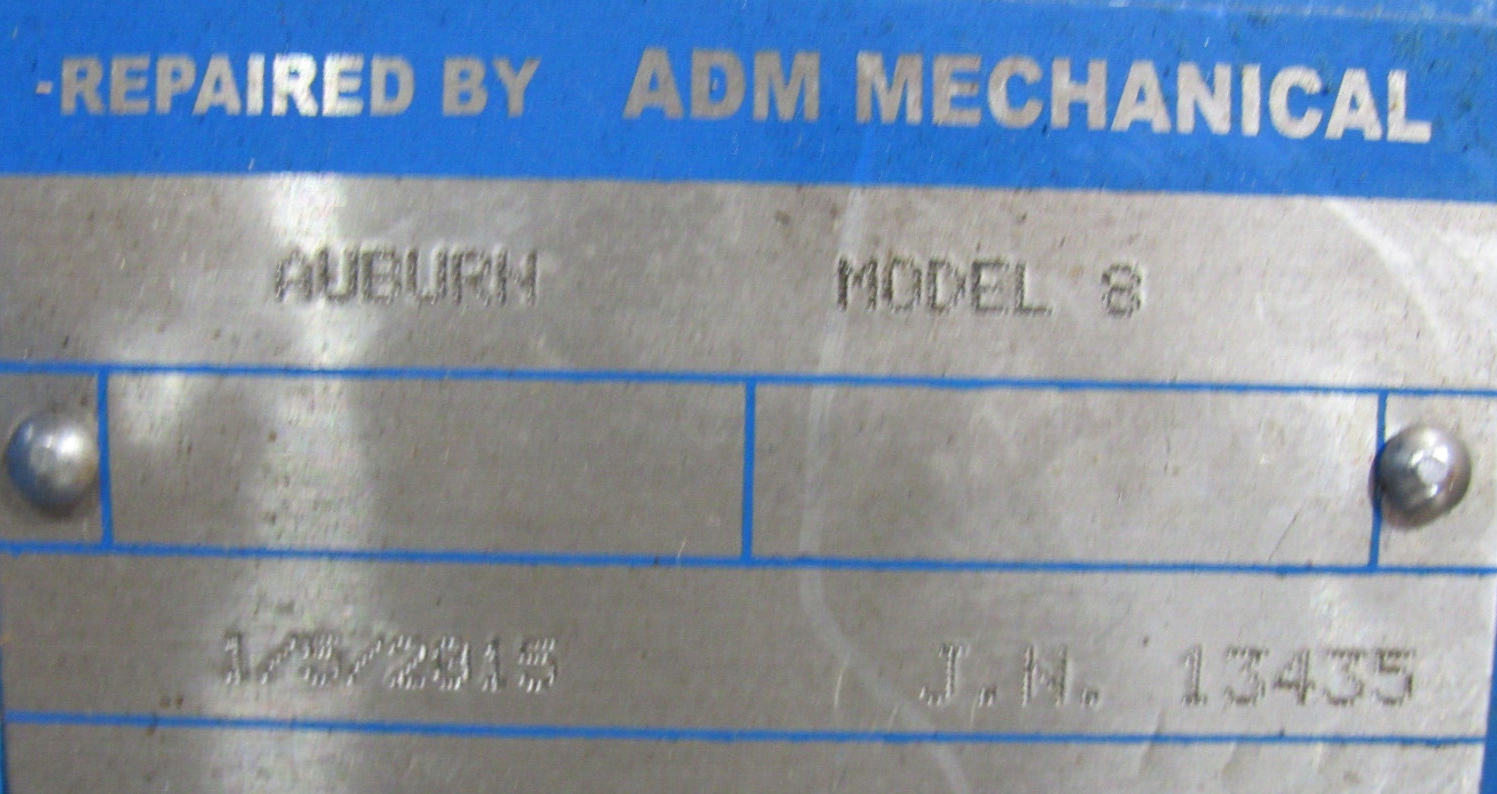 -REPAIRED BY ADM MECHANICAL
AUBURN MODEL 8
1/5/2015 J.N. 13435